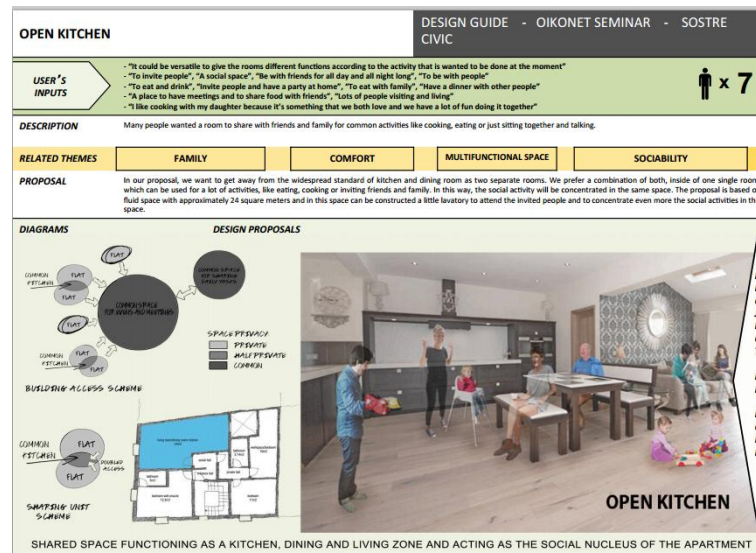 OPEN KITCHEN
DESIGN GUIDE - OIKONET SEMINAR - SOSTRE
CIVIC
USER'S
INPUTS
- "It could be versatile to give the rooms different functions according to the activity that is wanted to be done at the moment"
- "To invite people", "A social space", "Be with friends for all day and all night long", "To be with people"
- "To eat and drink", "Invite people and have a party at home", "To eat with family", "Have a dinner with other people"
- "A place to have meetings and to share food with friends", "Lots of people visiting and living"
- "I like cooking with my daughter because it's something that we both love and we have a lot of fun doing it together"
x 7
DESCRIPTION
Many people wanted a room to share with friends and family for common activities like cooking, eating or just sitting together and talking.
RELATED THEMES
FAMILY
COMFORT
MULTIFUNCTIONAL SPACE
SOCIABILITY
PROPOSAL
In our proposal, we want to get away from the widespread standard of kitchen and dining room as two separate rooms. We prefer a combination of both, inside of one single room
which can be used for a lot of activities, like eating, cooking or inviting friends and family. In this way, the social activity will be concentrated in the same space. The proposal is based o
fluid space with approximately 24 square meters and in this space can be constructed a little lavatory to attend the invited people and to concentrate even more the social activities in th
space.
DIAGRAMS
DESIGN PROPOSALS
FLAT
COMMON
KITCHEN
FLAT
FLAT
FLAT
COMMON
KITCHEN
FLAT
FLAT
COMMON SPACE
FOR LIVING AND MEETINGS
COMMON SPACE
FOR SHARING
SPACE PRIVACY
PRIVATE
HALF PRIVATE
COMMON
BUILDING ACCESS SCHEME
COMMON
KITCHEN
FLAT
DOUBLED
ACCESS
FLAT
SHARING UNIT
SCHEME
OPEN KITCHEN
SHARED SPACE FUNCTIONING AS A KITCHEN, DINING AND LIVING ZONE AND ACTING AS THE SOCIAL NUCLEUS OF THE APARTMENT